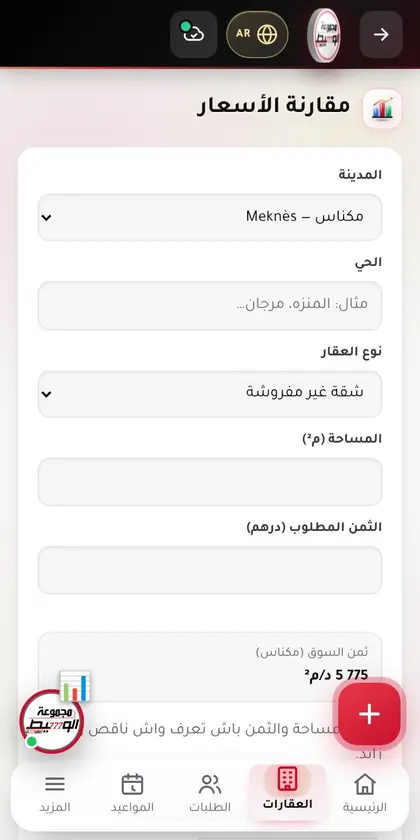 AR
مقارنة الأسعار
المدينة
مكناس – Meknès
الحي
مثال: المنزه، مرجان...
نوع العقار
شقة غير مفروشة
المساحة (م²)
الثمن المطلوب (درهم)
ثمن السوق (مكناس)
5 775 د/م²
مساحة والثمن باش تعرف واش ناقص
زائد.
مجموعة
الوسيط
الرئيسية
العقارات
الطلبات
المواعيد
المزيد